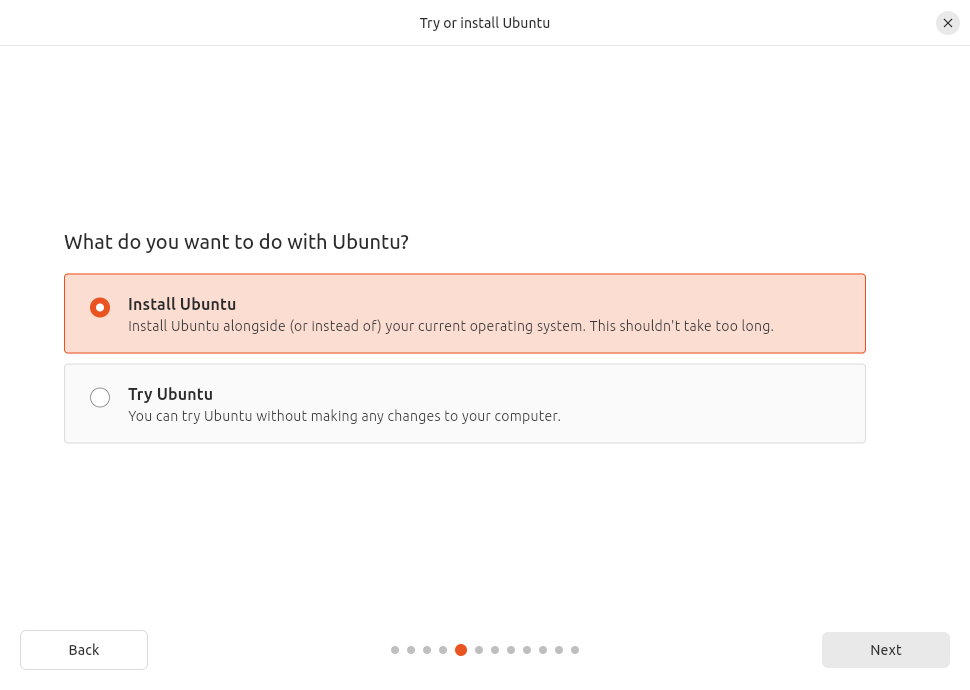 Try or install Ubuntu
What do you want to do with Ubuntu?
Install Ubuntu
Install Ubuntu alongside (or instead of) your current operating system. This shouldn't take too long.
Try Ubuntu
You can try Ubuntu without making any changes to your computer.
Back
Next